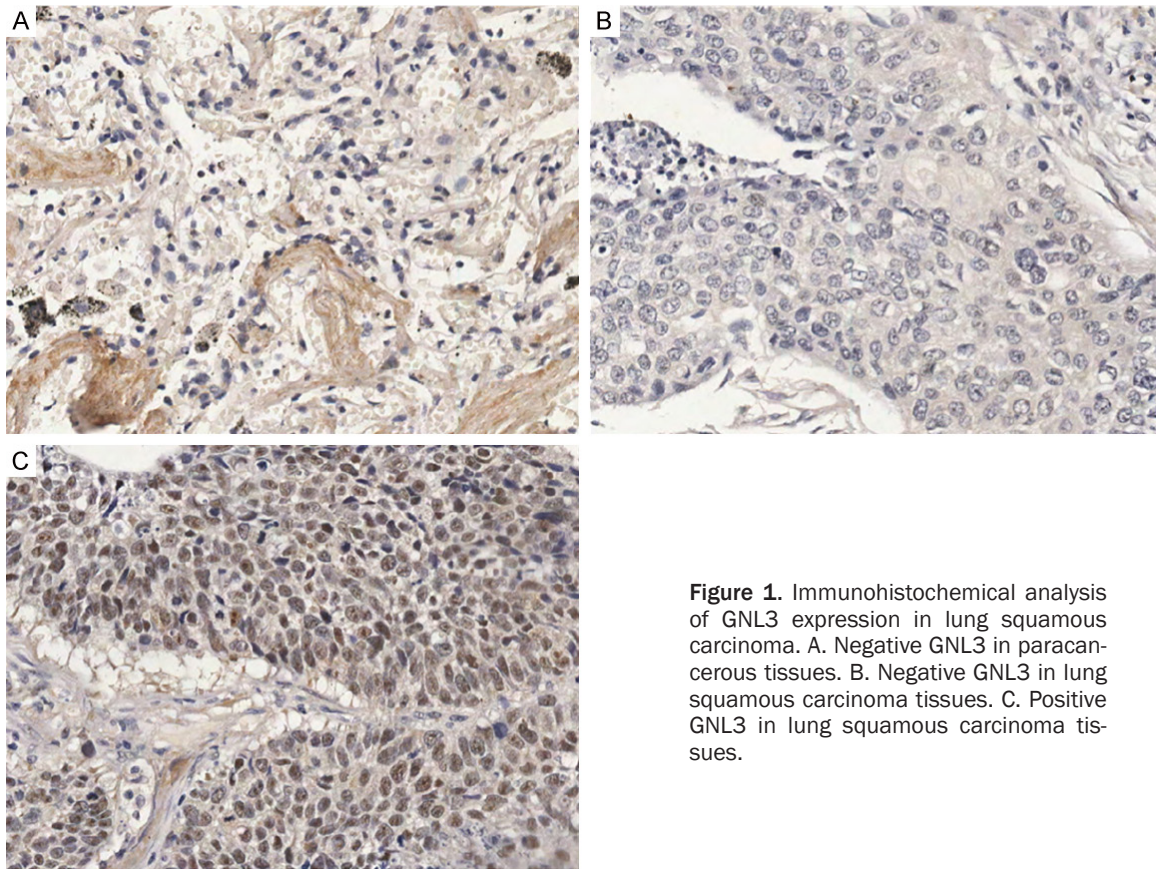 A
B
C
Figure 1. Immunohistochemical analysis
of GNL3 expression in lung squamous
carcinoma. A. Negative GNL3 in paracan-
cerous tissues. B. Negative GNL3 in lung
squamous carcinoma tissues. C. Positive
GNL3 in lung squamous carcinoma tis-
sues.